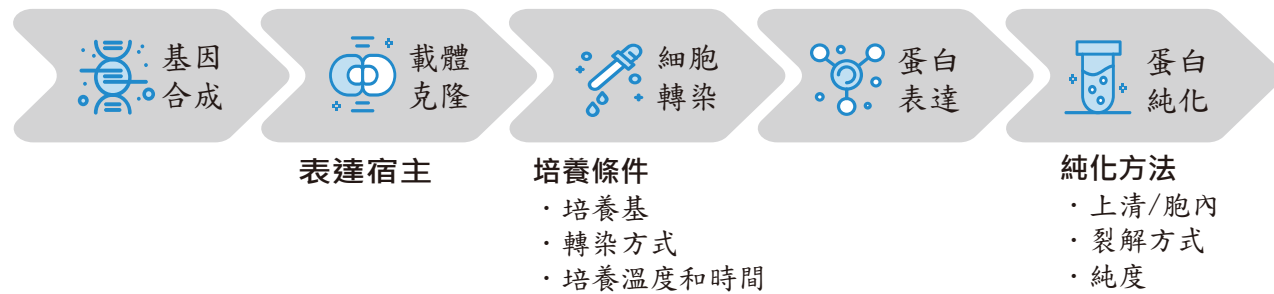 基因
合成
載體
克隆
細胞
轉染
蛋白
表達
蛋白
純化
表達宿主
培養條件
·培養基
·轉染方式
·培養溫度和時間
純化方法
·上清/胞內
·裂解方式
·純度